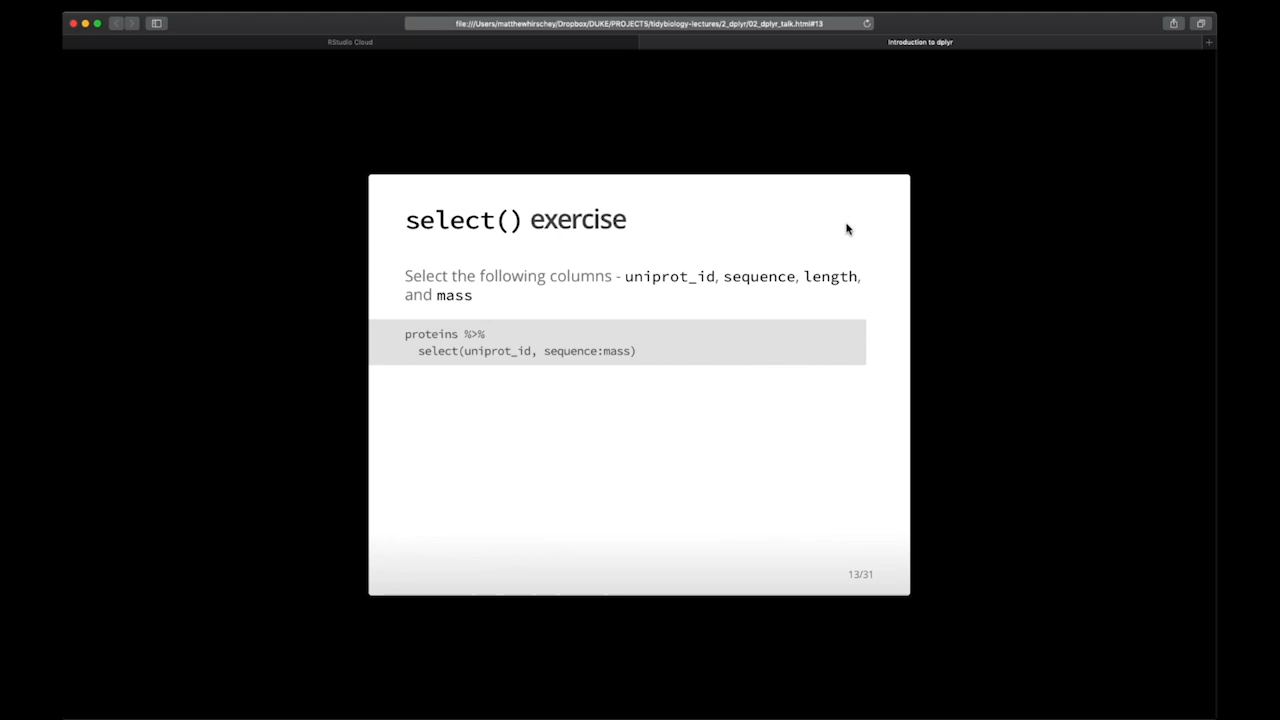 file:///Users/matthewhirschey/Dropbox/DUKE/PROJECTS/tidybiology-lectures/2_dplyr/02_dplyr_talk.html#13
RStudio Cloud
Introduction to dplyr
select() exercise
Select the following columns - uniprot_id, sequence, length,
and mass
proteins %>%
select(uniprot_id, sequence:mass)
13/31